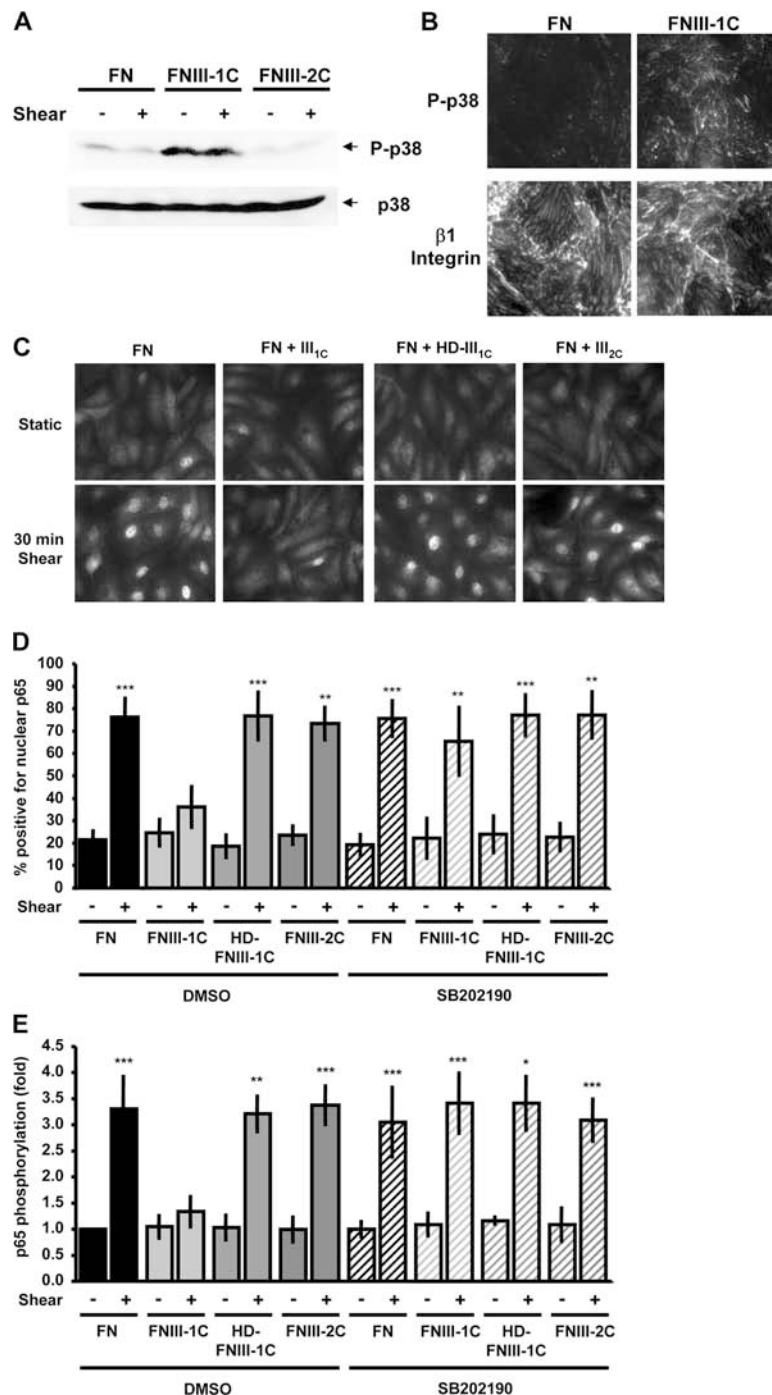 A
FN FNIII-1C FNIII-2C
Shear - + - + - +
P-p38
p38
B
FN FNIII-1C
P-p38
β1
Integrin
C
FN FN + III1C FN + HD-III1C FN + III2C
Static
30 min
Shear
D
% positive for nuclear p65
100
90
80
70
60
50
40
30
20
10
0
*** *** ** *** ** *** **
Shear - + - + - + - + - + - + - + - +
FN FNIII-1C HD-FNIII-1C FNIII-2C FN FNIII-1C HD-FNIII-1C FNIII-2C
DMSO SB202190
E
p65 phosphorylation (fold)
4.5
4.0
3.5
3.0
2.5
2.0
1.5
1.0
0.5
0.0
*** ** *** *** *** * ***
Shear - + - + - + - + - + - + - + - +
FN FNIII-1C HD-FNIII-1C FNIII-2C FN FNIII-1C HD-FNIII-1C FNIII-2C
DMSO SB202190